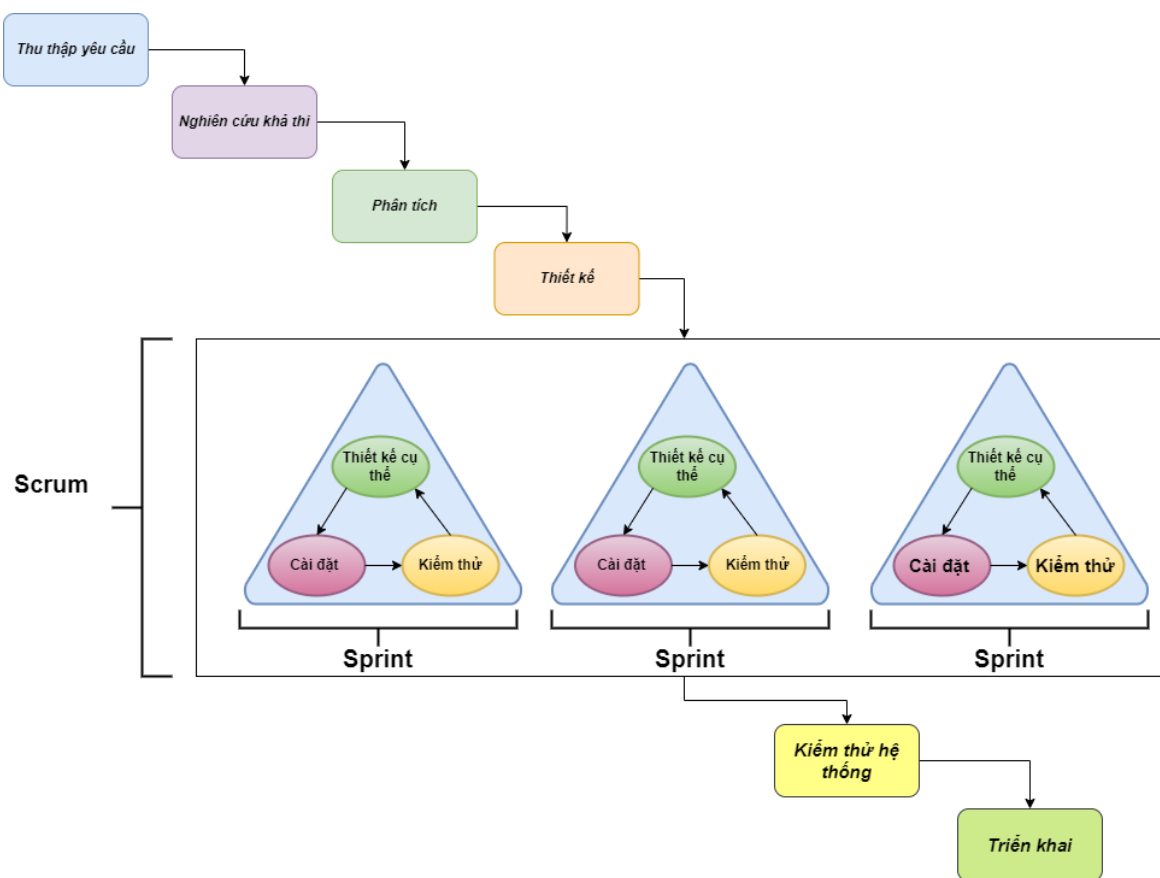 Thu thập yêu cầu
Nghiên cứu khả thi
Phân tích
Thiết kế
Scrum
Thiết kế cụ
thể
Cài đặt
Kiểm thử
Sprint
Thiết kế cụ
thể
Cài đặt
Kiểm thử
Sprint
Thiết kế cụ
thể
Cài đặt
Kiểm thử
Sprint
Kiểm thử hệ
thống
Triển khai